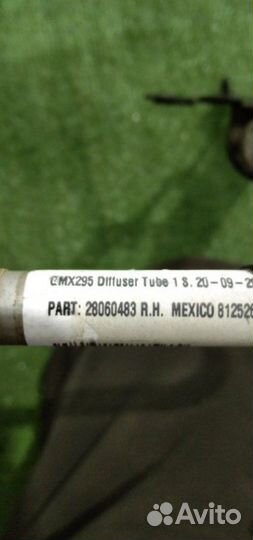 GMX295 Diffuser Tube 1 S. 20-09-2
PART: 28060483 R.H. MEXICO 812526
Avito